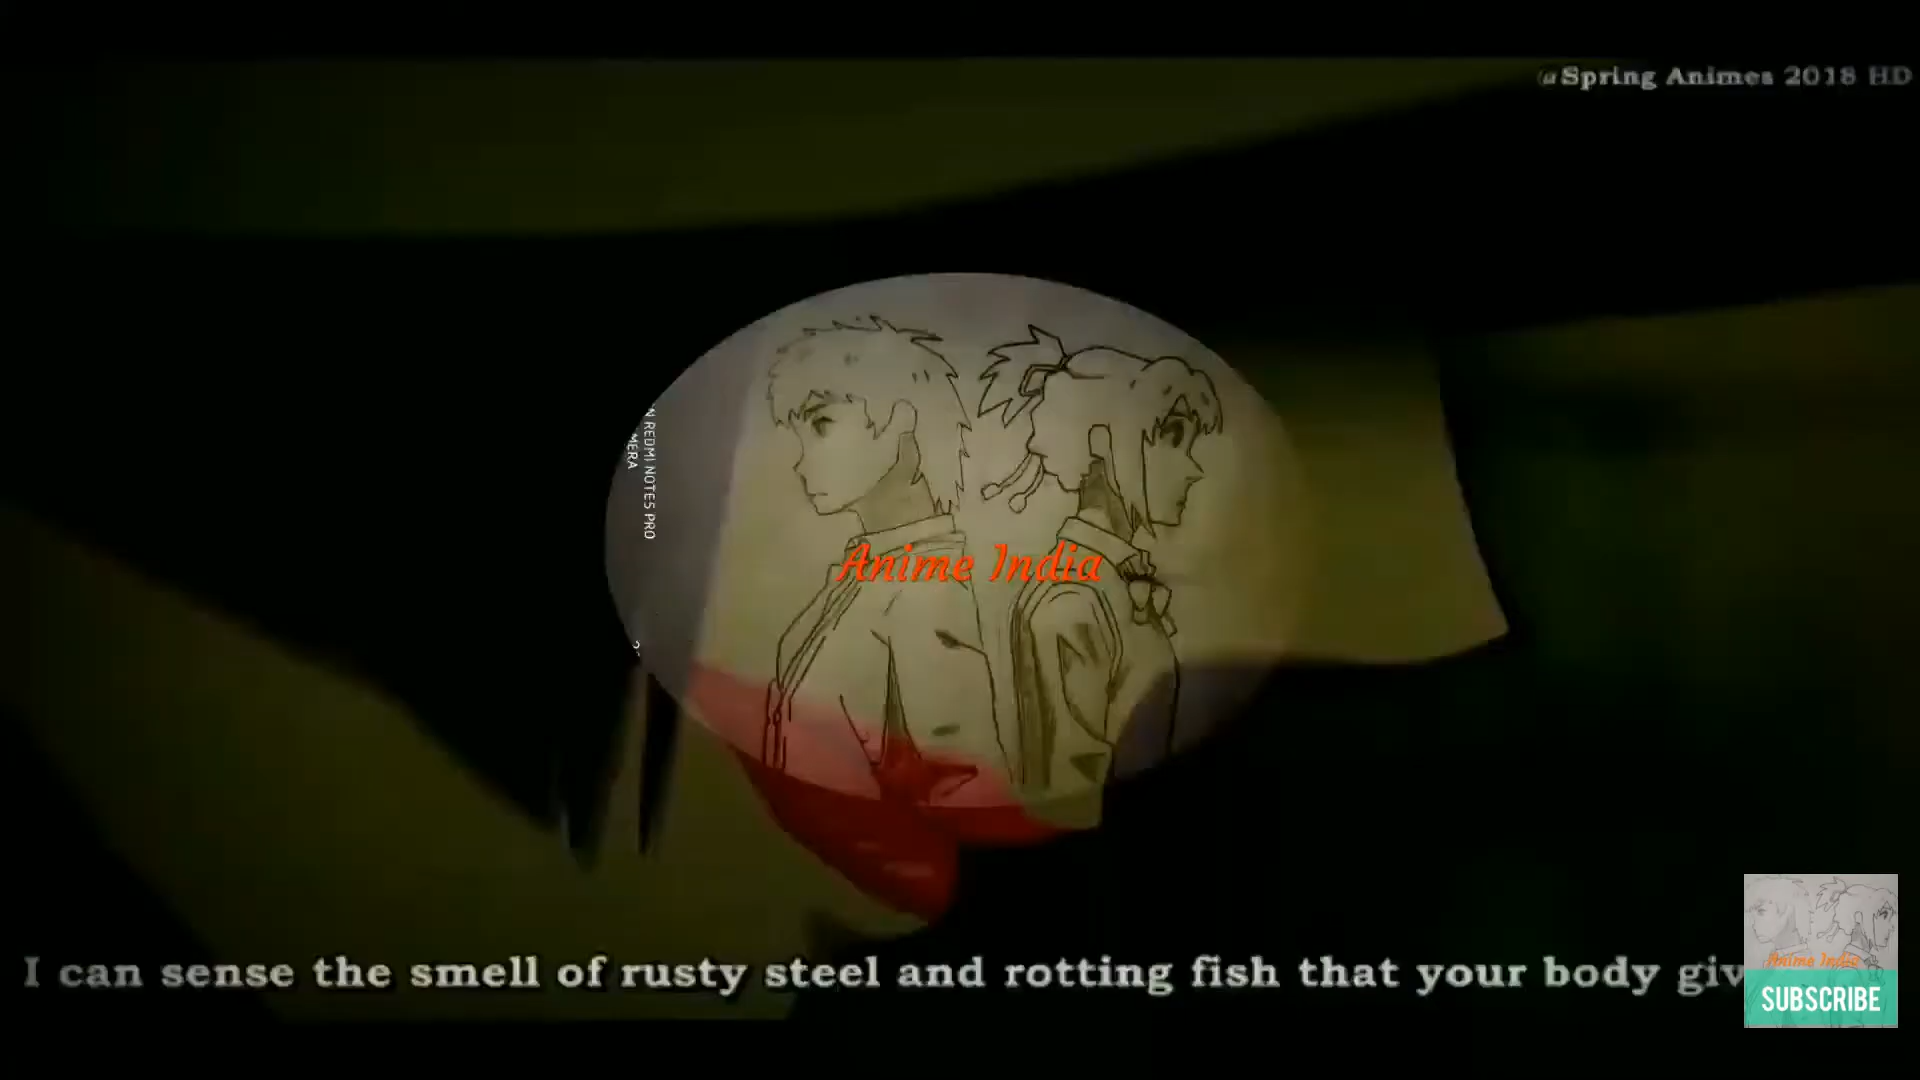 @Spring Animes 2018 HD
N REDMI NOTE5 PRO
MERA
Anime India
I can sense the smell of rusty steel and rotting fish that your body giv
Anime India
SUBSCRIBE